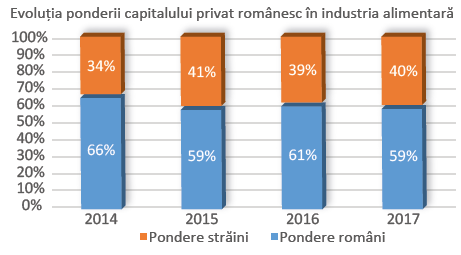 Evoluția ponderii capitalului privat românesc în industria alimentară
100%
90%
80%
70%
60%
50%
40%
30%
20%
10%
0%
34% 41% 39% 40%
66% 59% 61% 59%
2014 2015 2016 2017
Pondere străini Pondere români